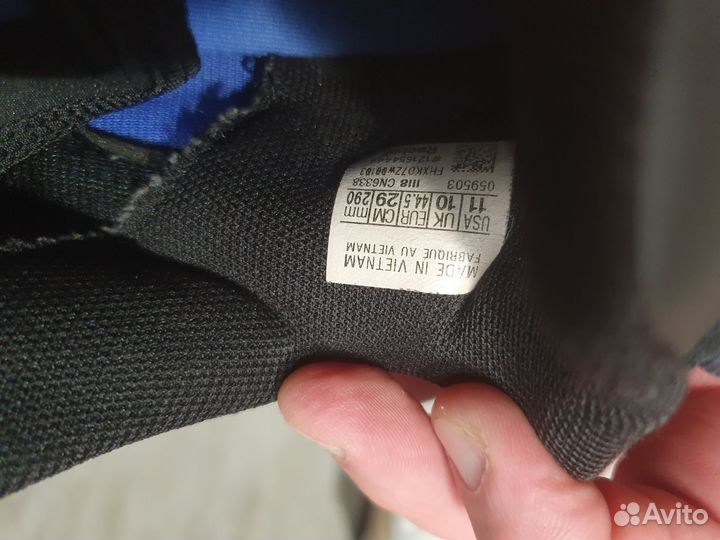 MADE IN VIETNAM
FABRIQUE AU VIETNAM
USA UK EUR CM mm
11 10 44.5 29 290
1118 CN6338
059503
Avito